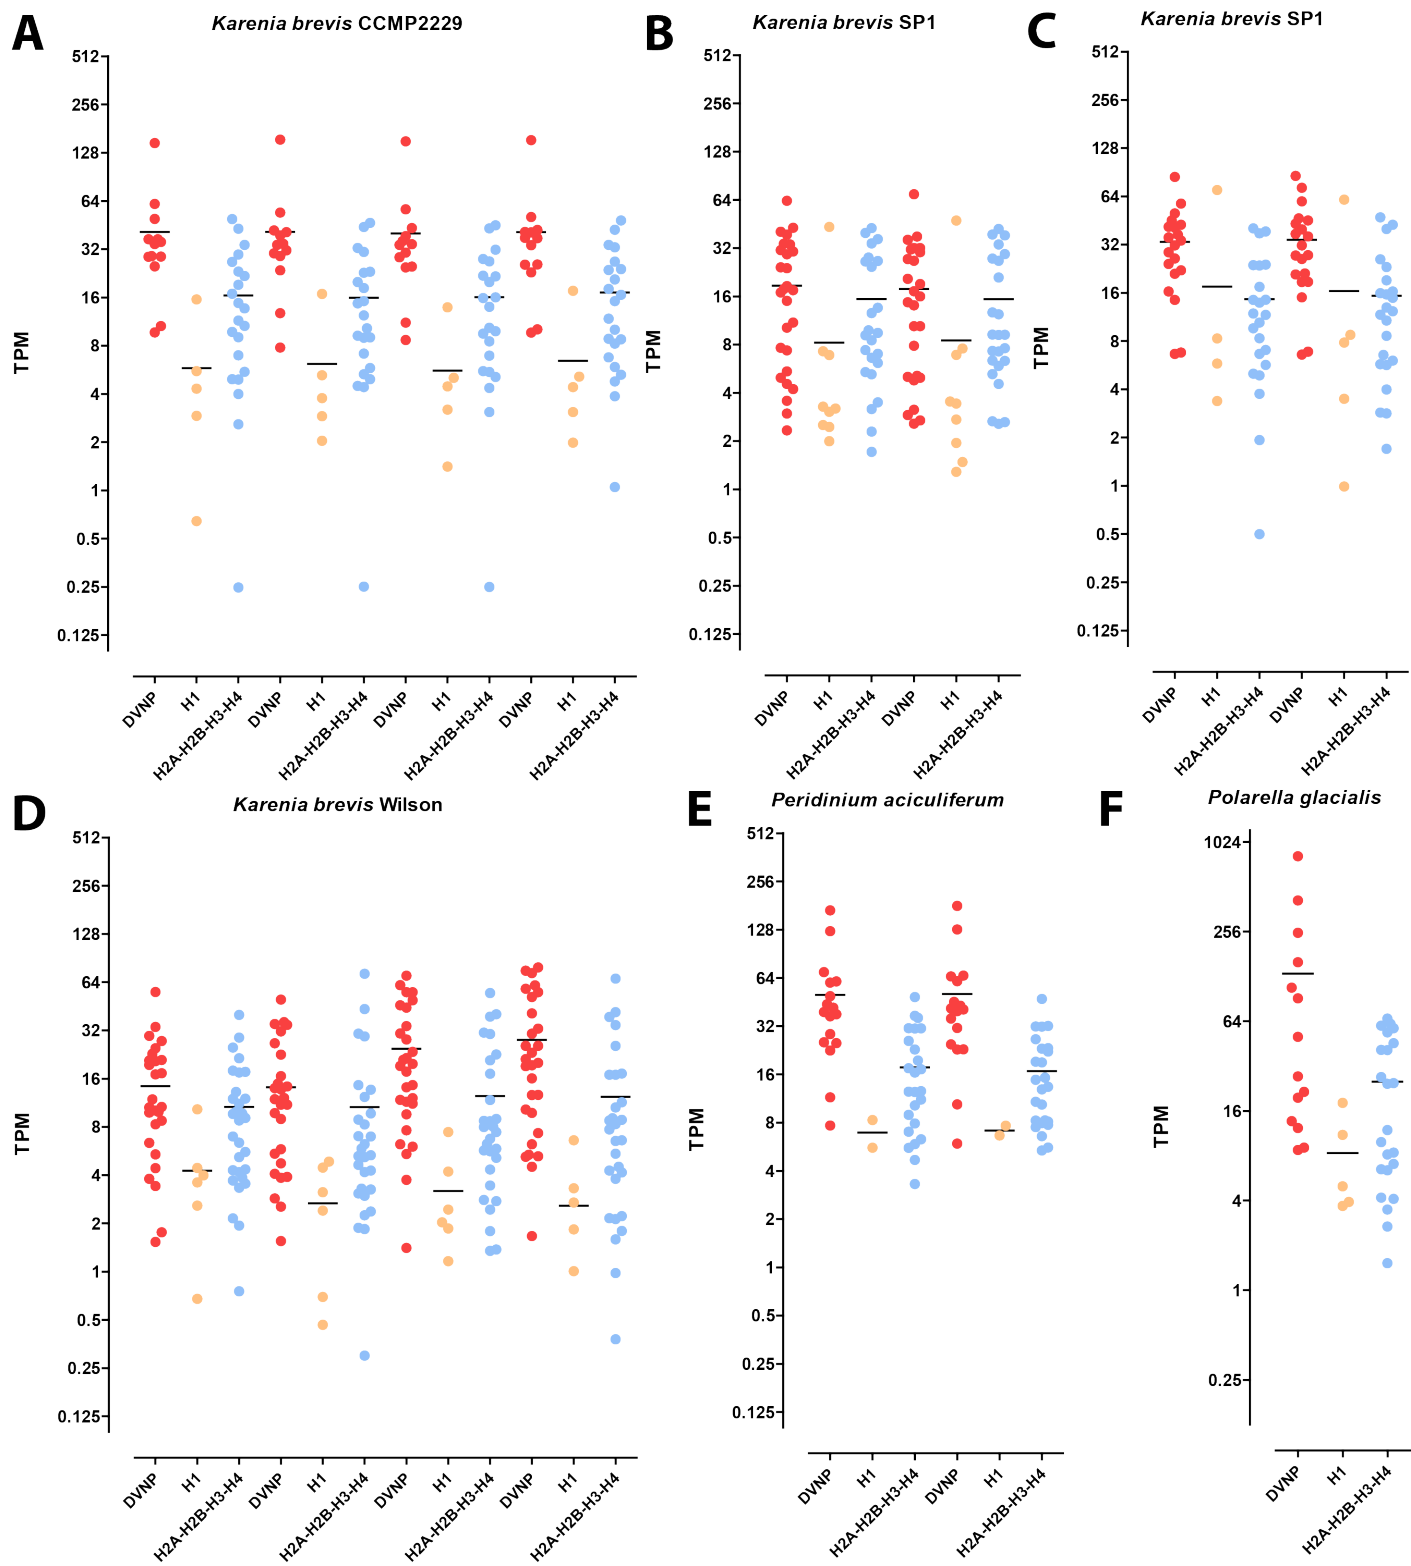 A
Karenia brevis CCMP2229
TPM
512
256
128
64
32
16
8
4
2
1
0.5
0.25
0.125
DVNP
H1
H2A-H2B-H3-H4
DVNP
H1
H2A-H2B-H3-H4
DVNP
H1
H2A-H2B-H3-H4
DVNP
H1
H2A-H2B-H3-H4
B
Karenia brevis SP1
TPM
512
256
128
64
32
16
8
4
2
1
0.5
0.25
0.125
DVNP
H1
H2A-H2B-H3-H4
DVNP
H1
H2A-H2B-H3-H4
C
Karenia brevis SP1
TPM
512
256
128
64
32
16
8
4
2
1
0.5
0.25
0.125
DVNP
H1
H2A-H2B-H3-H4
DVNP
H1
H2A-H2B-H3-H4
D
Karenia brevis Wilson
TPM
512
256
128
64
32
16
8
4
2
1
0.5
0.25
0.125
DVNP
H1
H2A-H2B-H3-H4
DVNP
H1
H2A-H2B-H3-H4
DVNP
H1
H2A-H2B-H3-H4
DVNP
H1
H2A-H2B-H3-H4
E
Peridinium aciculiferum
TPM
512
256
128
64
32
16
8
4
2
1
0.5
0.25
0.125
DVNP
H1
H2A-H2B-H3-H4
DVNP
H1
H2A-H2B-H3-H4
F
Polarella glacialis
TPM
1024
256
64
16
4
1
0.25
DVNP
H1
H2A-H2B-H3-H4